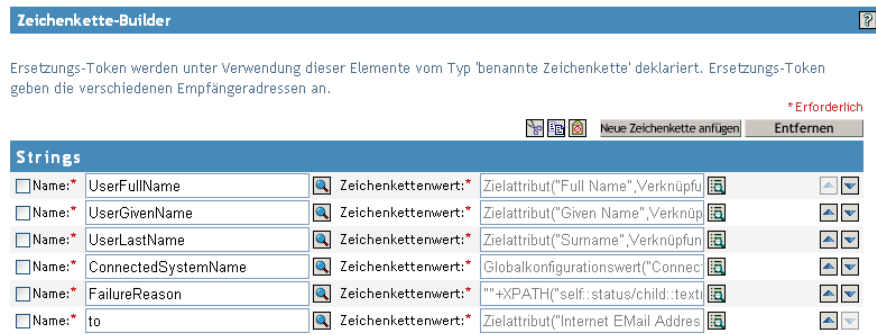 Zeichenkette-Builder ?
Ersetzungs-Token werden unter Verwendung dieser Elemente vom Typ 'benannte Zeichenkette' deklariert. Ersetzungs-Token
geben die verschiedenen Empfängeradressen an.
* Erforderlich
Neue Zeichenkette anfügen Entfernen
Strings
Name:* UserFullName Zeichenkettenwert:* Zielattribut("Full Name",Verknüpfu
Name:* UserGivenName Zeichenkettenwert:* Zielattribut("Given Name",Verknüp
Name:* UserLastName Zeichenkettenwert:* Zielattribut("Surname",Verknüpfun
Name:* ConnectedSystemName Zeichenkettenwert:* Globalkonfigurationswert("Connec
Name:* FailureReason Zeichenkettenwert:* ""+XPATH("self::status/child::text(
Name:* to Zeichenkettenwert:* Zielattribut("Internet EMail Addres